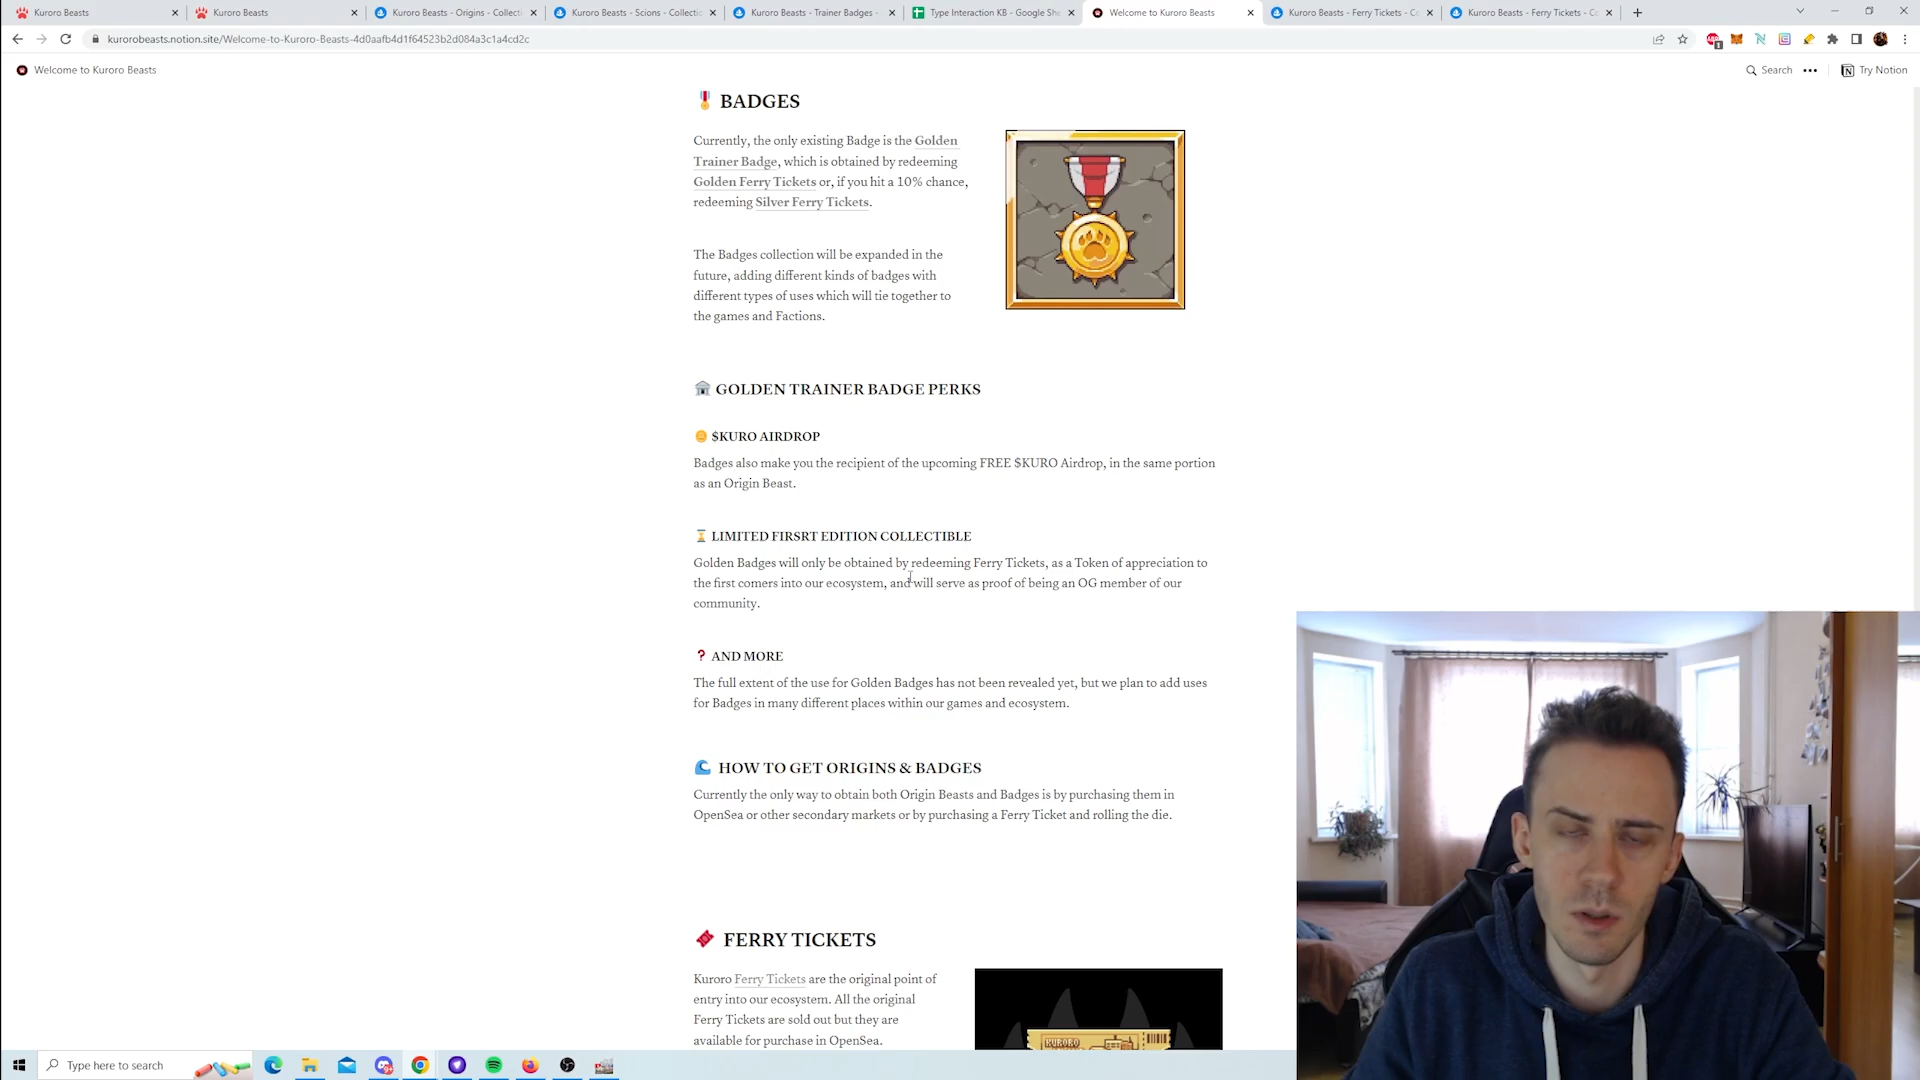 Kuroro Beasts
Kuroro Beasts
Kuroro Beasts - Origins - Collecti
Kuroro Beasts - Scions - Collectio
Kuroro Beasts - Trainer Badges -
Type Interaction KB - Google She
Welcome to Kuroro Beasts
Kuroro Beasts - Ferry Tickets - Co
Kuroro Beasts - Ferry Tickets - Co
kurorobeasts.notion.site/Welcome-to-Kuroro-Beasts-4d0aafb4d1f64523b2d084a3c1a4cd2c
Welcome to Kuroro Beasts
Search
Try Notion
BADGES
Currently, the only existing Badge is the Golden
Trainer Badge, which is obtained by redeeming
Golden Ferry Tickets or, if you hit a 10% chance,
redeeming Silver Ferry Tickets.
The Badges collection will be expanded in the
future, adding different kinds of badges with
different types of uses which will tie together to
the games and Factions.
GOLDEN TRAINER BADGE PERKS
$KURO AIRDROP
Badges also make you the recipient of the upcoming FREE $KURO Airdrop, in the same portion
as an Origin Beast.
LIMITED FIRSRT EDITION COLLECTIBLE
Golden Badges will only be obtained by redeeming Ferry Tickets, as a Token of appreciation to
the first comers into our ecosystem, and will serve as proof of being an OG member of our
community.
? AND MORE
The full extent of the use for Golden Badges has not been revealed yet, but we plan to add uses
for Badges in many different places within our games and ecosystem.
HOW TO GET ORIGINS & BADGES
Currently the only way to obtain both Origin Beasts and Badges is by purchasing them in
OpenSea or other secondary markets or by purchasing a Ferry Ticket and rolling the die.
FERRY TICKETS
Kuroro Ferry Tickets are the original point of
entry into our ecosystem. All the original
Ferry Tickets are sold out but they are
available for purchase in OpenSea.
KURORO
Type here to search